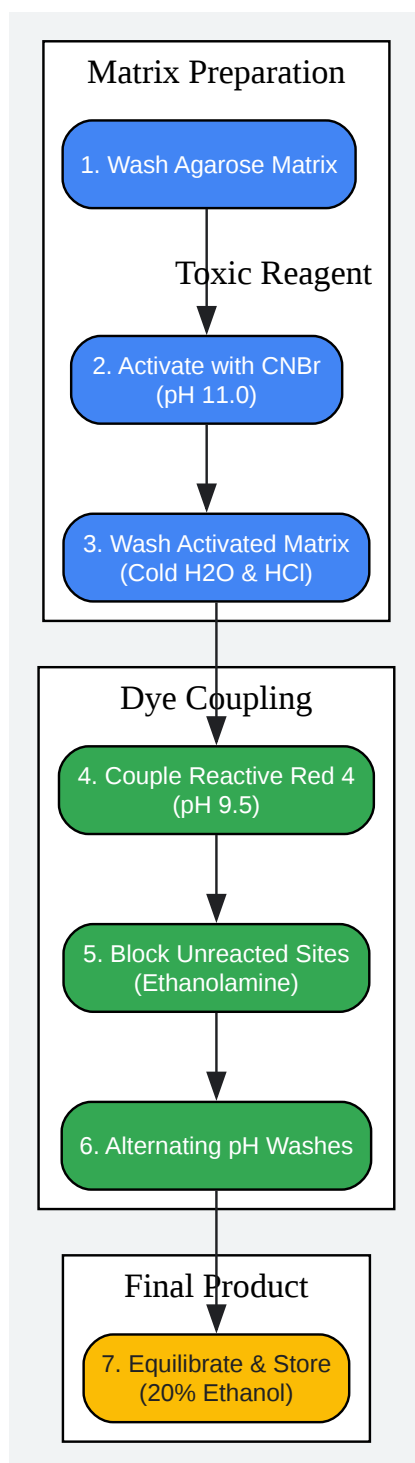 Matrix Preparation
1. Wash Agarose Matrix
Toxic Reagent
2. Activate with CNBr
(pH 11.0)
3. Wash Activated Matrix
(Cold H2O & HCl)
Dye Coupling
4. Couple Reactive Red 4
(pH 9.5)
5. Block Unreacted Sites
(Ethanolamine)
6. Alternating pH Washes
Final Product
7. Equilibrate & Store
(20% Ethanol)